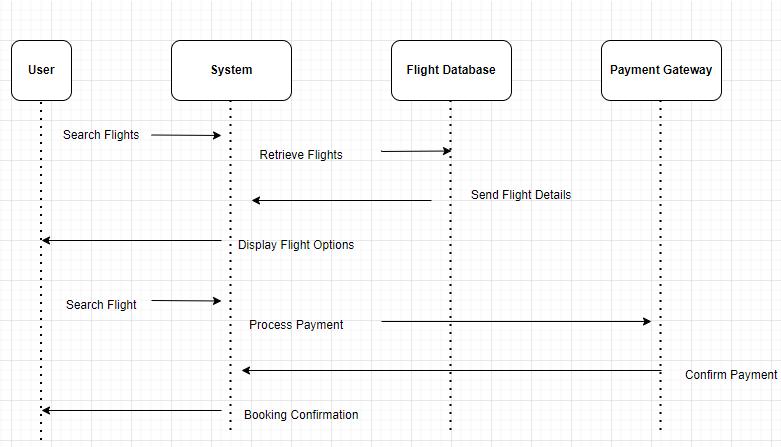 User
System
Flight Database
Payment Gateway
Search Flights
Retrieve Flights
Send Flight Details
Display Flight Options
Search Flight
Process Payment
Confirm Payment
Booking Confirmation